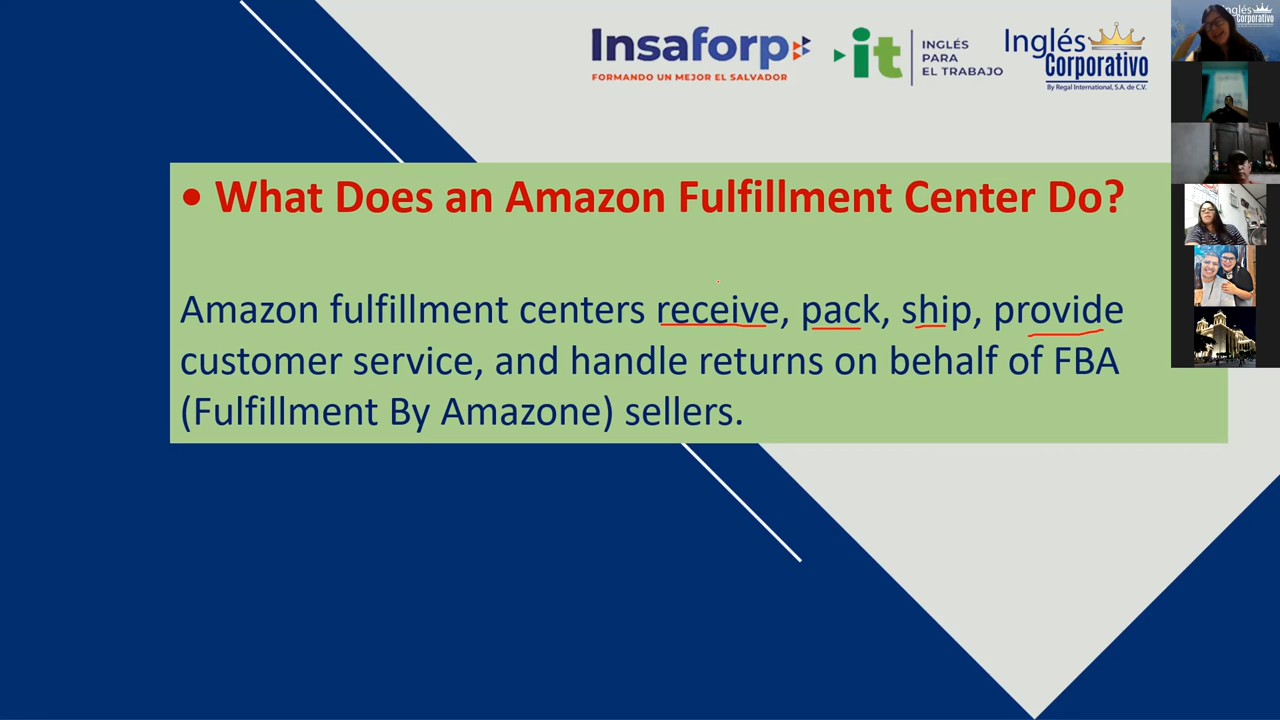 Insaforp
FORMANDO UN MEJOR EL SALVADOR
it
INGLÉS
PARA
EL TRABAJO
Inglés
Corporativo
By Regal International, S.A. de C.V.
Inglés
Corporativo
• What Does an Amazon Fulfillment Center Do?
Amazon fulfillment centers receive, pack, ship, provide
customer service, and handle returns on behalf of FBA
(Fulfillment By Amazone) sellers.